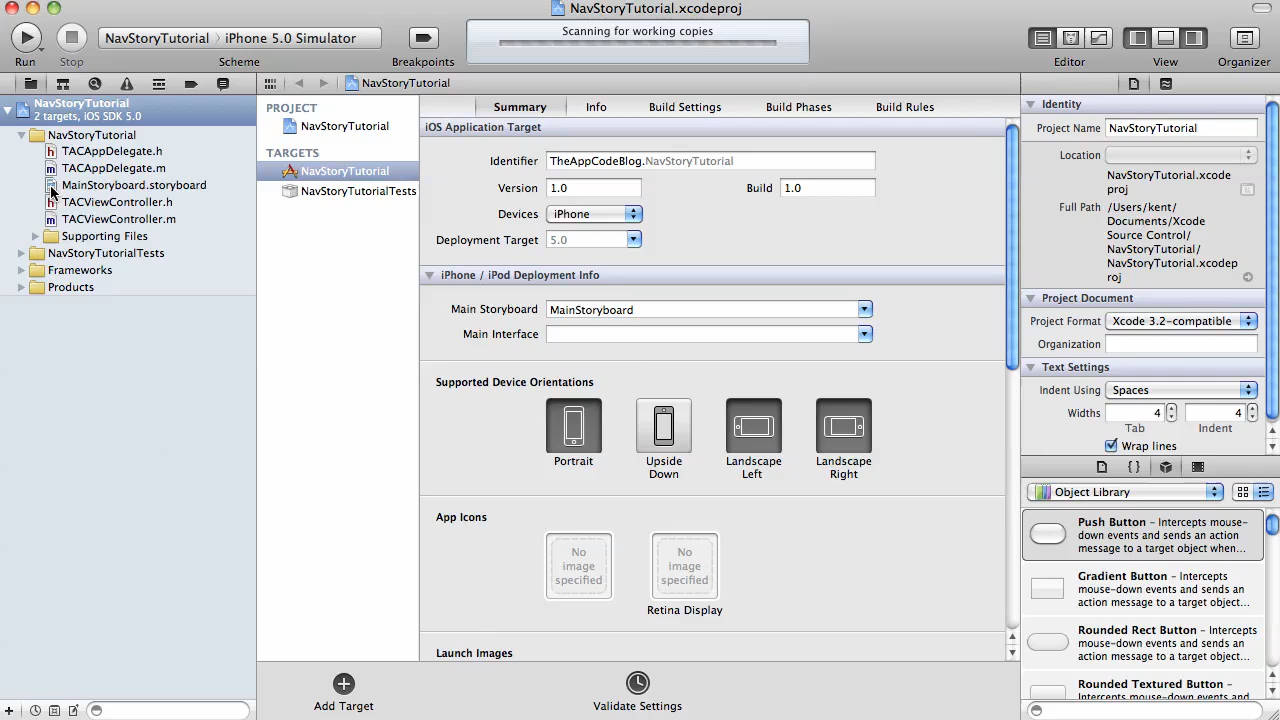 NavStoryTutorial.xcodeproj
Run
Stop
NavStoryTutorial
iPhone 5.0 Simulator
Scheme
Breakpoints
Scanning for working copies
Editor
View
Organizer
NavStoryTutorial
2 targets, iOS SDK 5.0
NavStoryTutorial
TACAppDelegate.h
TACAppDelegate.m
MainStoryboard.storyboard
TACViewController.h
TACViewController.m
Supporting Files
NavStoryTutorialTests
Frameworks
Products
NavStoryTutorial
PROJECT
NavStoryTutorial
TARGETS
NavStoryTutorial
NavStoryTutorialTests
Summary
Info
Build Settings
Build Phases
Build Rules
iOS Application Target
Identifier
TheAppCodeBlog.NavStoryTutorial
Version
1.0
Build
1.0
Devices
iPhone
Deployment Target
5.0
iPhone / iPod Deployment Info
Main Storyboard
MainStoryboard
Main Interface
Supported Device Orientations
Portrait
Upside
Down
Landscape
Left
Landscape
Right
App Icons
No
image
specified
No
image
specified
Retina Display
Launch Images
Add Target
Validate Settings
Identity
Project Name
NavStoryTutorial
Location
NavStoryTutorial.xcode
proj
Full Path
/Users/kent/
Documents/Xcode
Source Control/
NavStoryTutorial/
NavStoryTutorial.xcodep
roj
Project Document
Project Format
Xcode 3.2-compatible
Organization
Text Settings
Indent Using
Spaces
Widths
4
4
Tab
Indent
Wrap lines
{ }
Object Library
Push Button – Intercepts mouse-
down events and sends an action
message to a target object when...
Gradient Button – Intercepts
mouse-down events and sends an
action message to a target object...
Rounded Rect Button – Intercepts
mouse-down events and sends an
action message to a target object...
Rounded Textured Button –
Intercepts mouse-down events and